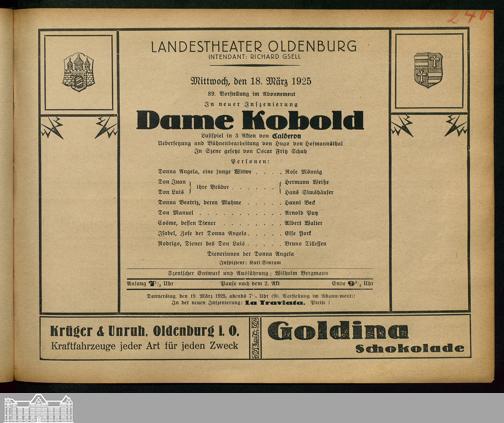 240
LANDESTHEATER OLDENBURG
INTENDANT: RICHARD GSELL
Mittwoch, den 18. März 1925
89. Vorstellung im Abonnement
In neuer Inszenierung
Dame Kobold
Lustspiel in 3 Akten von Calderon
Uebersetzung und Bühnenbearbeitung von Hugo von Hofmannsthal
In Szene gesetzt von Oscar Fritz Schuh
Personen:
Donna Angela, eine junge Witwe . . . . Rose Männig
Don Juan } ihre Brüder . . . . . . { Hermann Weiße
Don Luis Hans Simshäuser
Donna Beatriz, deren Muhme . . . . . Hanni Beck
Don Manuel . . . . . . . . . . . Arnold Putz
Cosme, dessen Diener . . . . . . . Albert Walter
Isabel, Zofe der Donna Angela . . . . . Else York
Rodrigo, Diener des Don Luis . . . . . Bruno Tillessen
Dienerinnen der Donna Angela
Inspizient: Karl Simram
Szenischer Entwurf und Ausführung: Wilhelm Bergmann
Anfang 7½ Uhr Pause nach dem 2. Akt Ende 9¾ Uhr
Donnerstag, den 19. März 1925, abends 7½ Uhr (90. Vorstellung im Abonnement)
In der neuen Inszenierung: La Traviata.
Krüger & Unruh, Oldenburg i. O.
Kraftfahrzeuge jeder Art für jeden Zweck
Goldina
Schokolade